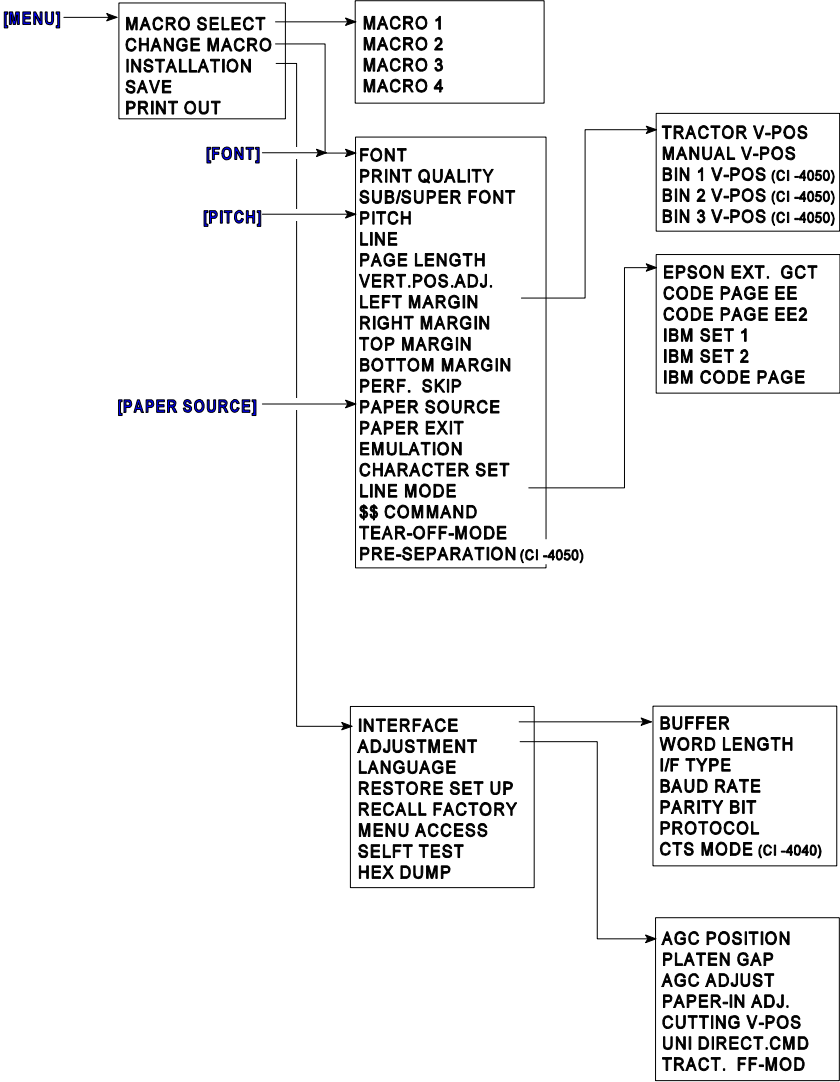 [MENU]
MACRO SELECT
CHANGE MACRO
INSTALLATION
SAVE
PRINT OUT
MACRO 1
MACRO 2
MACRO 3
MACRO 4
[FONT]
[PITCH]
[PAPER SOURCE]
FONT
PRINT QUALITY
SUB/SUPER FONT
PITCH
LINE
PAGE LENGTH
VERT.POS.ADJ.
LEFT MARGIN
RIGHT MARGIN
TOP MARGIN
BOTTOM MARGIN
PERF. SKIP
PAPER SOURCE
PAPER EXIT
EMULATION
CHARACTER SET
LINE MODE
$$ COMMAND
TEAR-OFF-MODE
PRE-SEPARATION (CI -4050)
TRACTOR V-POS
MANUAL V-POS
BIN 1 V-POS (CI -4050)
BIN 2 V-POS (CI -4050)
BIN 3 V-POS (CI -4050)
EPSON EXT. GCT
CODE PAGE EE
CODE PAGE EE2
IBM SET 1
IBM SET 2
IBM CODE PAGE
INTERFACE
ADJUSTMENT
LANGUAGE
RESTORE SET UP
RECALL FACTORY
MENU ACCESS
SELFT TEST
HEX DUMP
BUFFER
WORD LENGTH
I/F TYPE
BAUD RATE
PARITY BIT
PROTOCOL
CTS MODE (CI -4040)
AGC POSITION
PLATEN GAP
AGC ADJUST
PAPER-IN ADJ.
CUTTING V-POS
UNI DIRECT.CMD
TRACT. FF-MOD